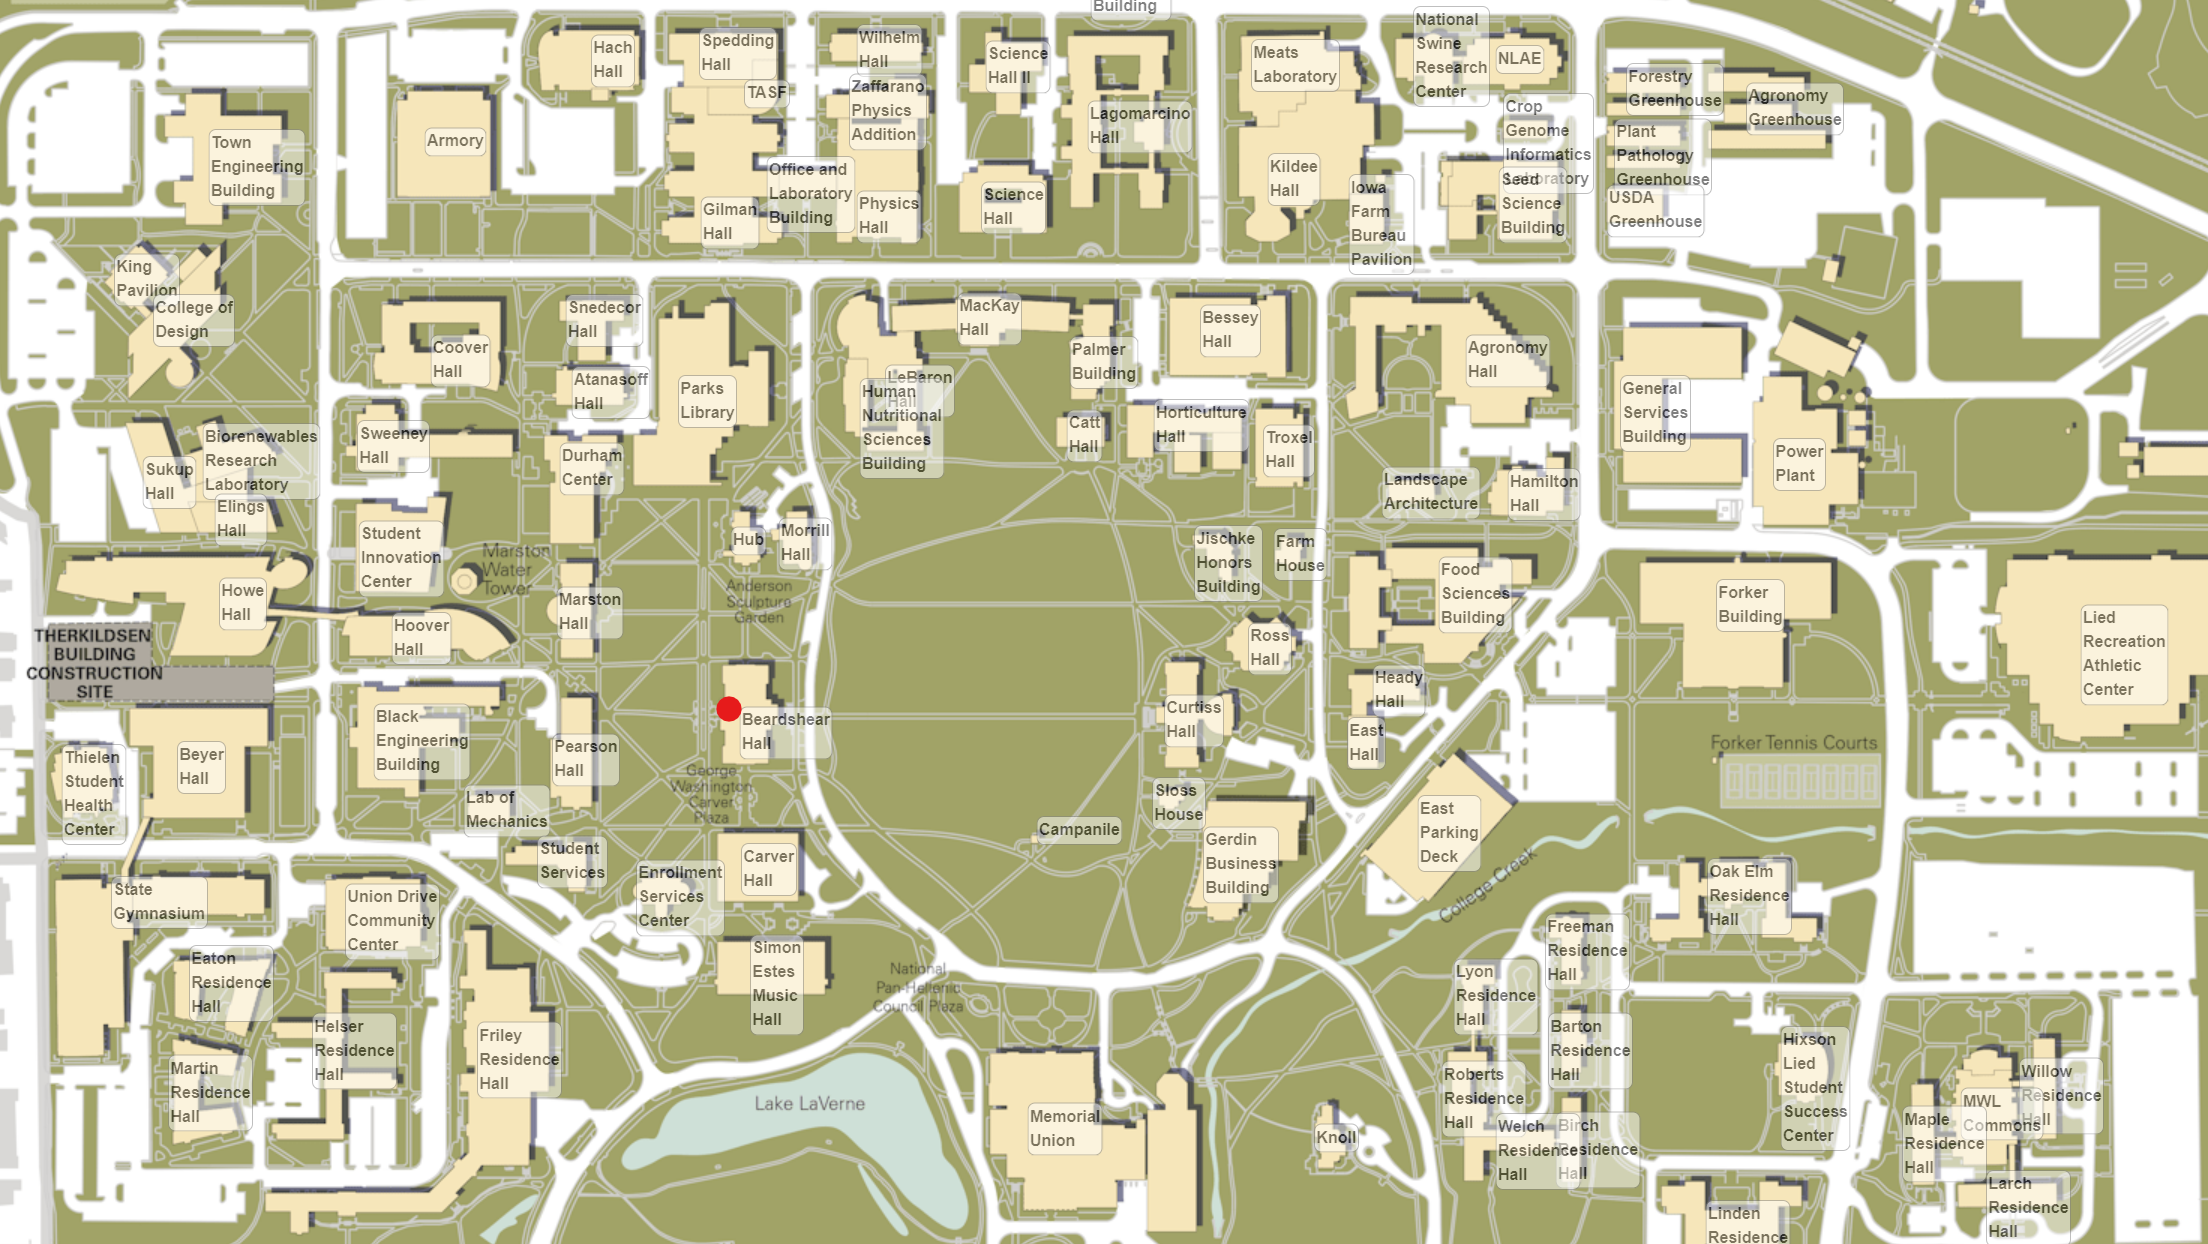 Building
Hach
Hall
Spedding
Hall
TASF
Wilhelm
Hall
Zaffarano
Physics
Addition
Science
Hall II
Lagomarcino
Hall
Meats
Laboratory
National
Swine
Research
Center
NLAE
Forestry
Greenhouse
Agronomy
Greenhouse
Town
Engineering
Building
Armory
Gilman
Hall
Office and
Laboratory
Building
Physics
Hall
Science
Hall
Kildee
Hall
Iowa
Farm
Bureau
Pavilion
Crop
Genome
Informatics
Laboratory
Seed
Science
Building
Plant
Pathology
Greenhouse
USDA
Greenhouse
King
Pavilion
College of
Design
Coover
Hall
Snedecor
Hall
Atanasoff
Hall
Parks
Library
MacKay
Hall
LeBaron
Hall
Human
Nutritional
Sciences
Building
Palmer
Building
Bessey
Hall
Agronomy
Hall
General
Services
Building
Power
Plant
Sukup
Hall
Biorenewables
Research
Laboratory
Elings
Hall
Sweeney
Hall
Durham
Center
Catt
Hall
Horticulture
Hall
Troxel
Hall
Landscape
Architecture
Hamilton
Hall
Student
Innovation
Center
Marston
Water
Tower
Hub
Morrill
Hall
Anderson
Sculpture
Garden
Jischke
Honors
Building
Farm
House
Food
Sciences
Building
Forker
Building
Lied
Recreation
Athletic
Center
Howe
Hall
Hoover
Hall
Marston
Hall
Ross
Hall
THERKILDSEN
BUILDING
CONSTRUCTION
SITE
Black
Engineering
Building
Pearson
Hall
Beardshear
Hall
Curtiss
Hall
Heady
Hall
East
Hall
Forker Tennis Courts
Thielen
Student
Health
Center
Beyer
Hall
Lab of
Mechanics
George
Washington
Carver
Plaza
Sloss
House
Campanile
Gerdin
Business
Building
East
Parking
Deck
College Creek
Student
Services
Enrollment
Services
Center
Carver
Hall
State
Gymnasium
Union Drive
Community
Center
Oak Elm
Residence
Hall
Eaton
Residence
Hall
Simon
Estes
Music
Hall
National
Pan-Hellenic
Council Plaza
Freeman
Residence
Hall
Lyon
Residence
Hall
Helser
Residence
Hall
Friley
Residence
Hall
Martin
Residence
Hall
Lake LaVerne
Memorial
Union
Knoll
Barton
Residence
Hall
Roberts
Residence
Hall
Welch
Residence
Hall
Birch
Residence
Hall
Hixson
Lied
Student
Success
Center
Willow
Residence
Hall
MWL
Commons
Maple
Residence
Hall
Larch
Residence
Hall
Linden
Residence